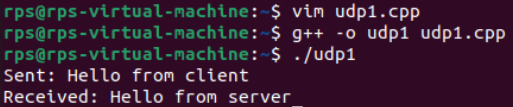 rps@rps-virtual-machine:~$ vim udp1.cpp
rps@rps-virtual-machine:~$ g++ -o udp1 udp1.cpp
rps@rps-virtual-machine:~$ ./udp1
Sent: Hello from client
Received: Hello from server